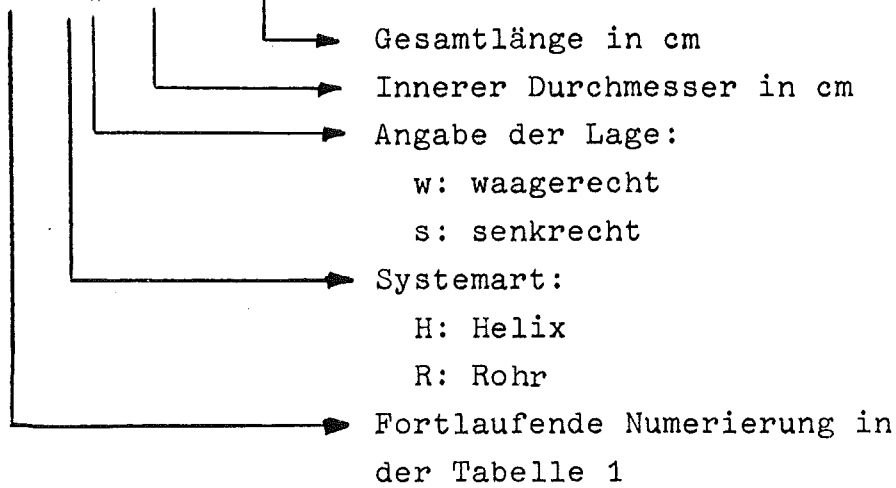 Gesamtlänge in cm
Innerer Durchmesser in cm
Angabe der Lage:
w: waagerecht
s: senkrecht
Systemart:
H: Helix
R: Rohr
Fortlaufende Numerierung in
der Tabelle 1